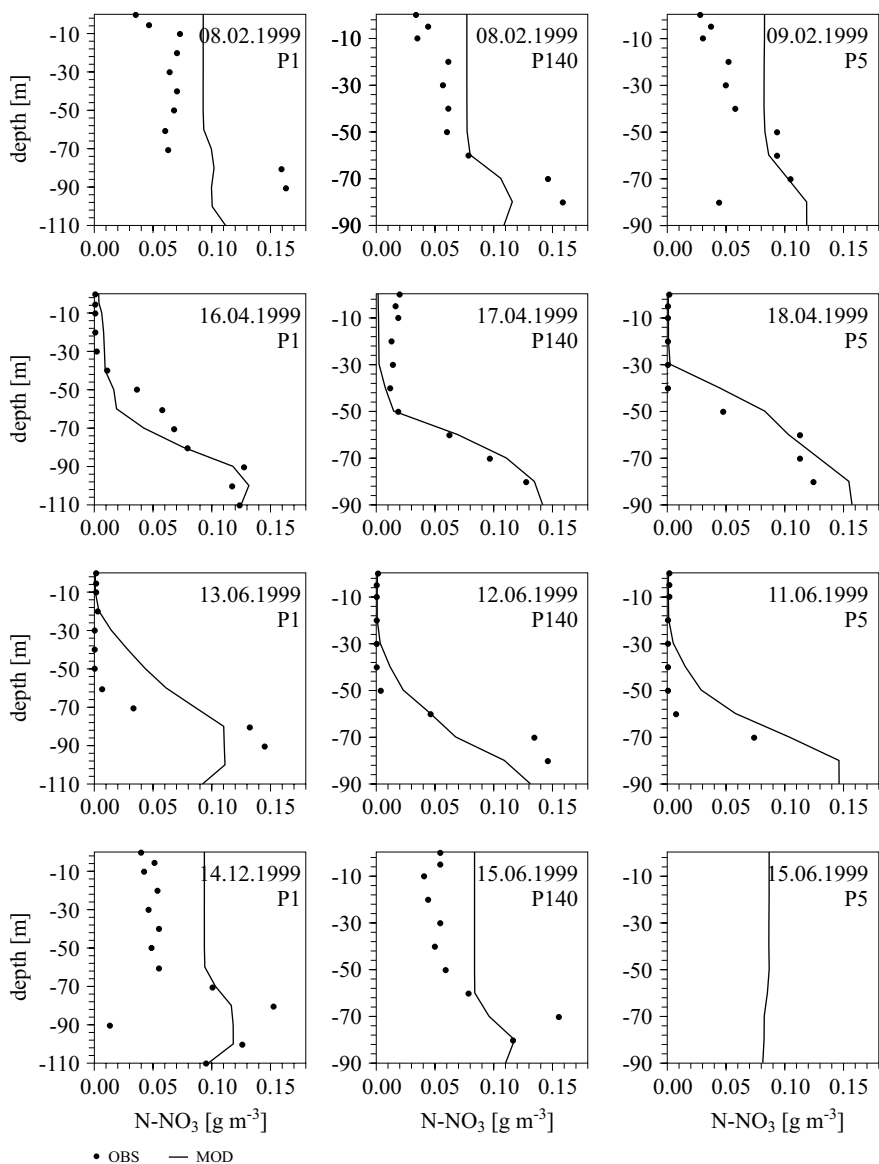 08.02.1999
P1
08.02.1999
P140
09.02.1999
P5
depth [m]
-10
-30
-50
-70
-90
-110
-10
-30
-50
-70
-90
-10
-30
-50
-70
-90
0.00 0.05 0.10 0.15
0.00 0.05 0.10 0.15
0.00 0.05 0.10 0.15
16.04.1999
P1
17.04.1999
P140
18.04.1999
P5
depth [m]
-10
-30
-50
-70
-90
-110
-10
-30
-50
-70
-90
-10
-30
-50
-70
-90
0.00 0.05 0.10 0.15
0.00 0.05 0.10 0.15
0.00 0.05 0.10 0.15
13.06.1999
P1
12.06.1999
P140
11.06.1999
P5
depth [m]
-10
-30
-50
-70
-90
-110
-10
-30
-50
-70
-90
-10
-30
-50
-70
-90
0.00 0.05 0.10 0.15
0.00 0.05 0.10 0.15
0.00 0.05 0.10 0.15
14.12.1999
P1
15.06.1999
P140
15.06.1999
P5
depth [m]
-10
-30
-50
-70
-90
-110
-10
-30
-50
-70
-90
-10
-30
-50
-70
-90
0.00 0.05 0.10 0.15
0.00 0.05 0.10 0.15
0.00 0.05 0.10 0.15
N-NO₃ [g m⁻³]
N-NO₃ [g m⁻³]
N-NO₃ [g m⁻³]
OBS MOD